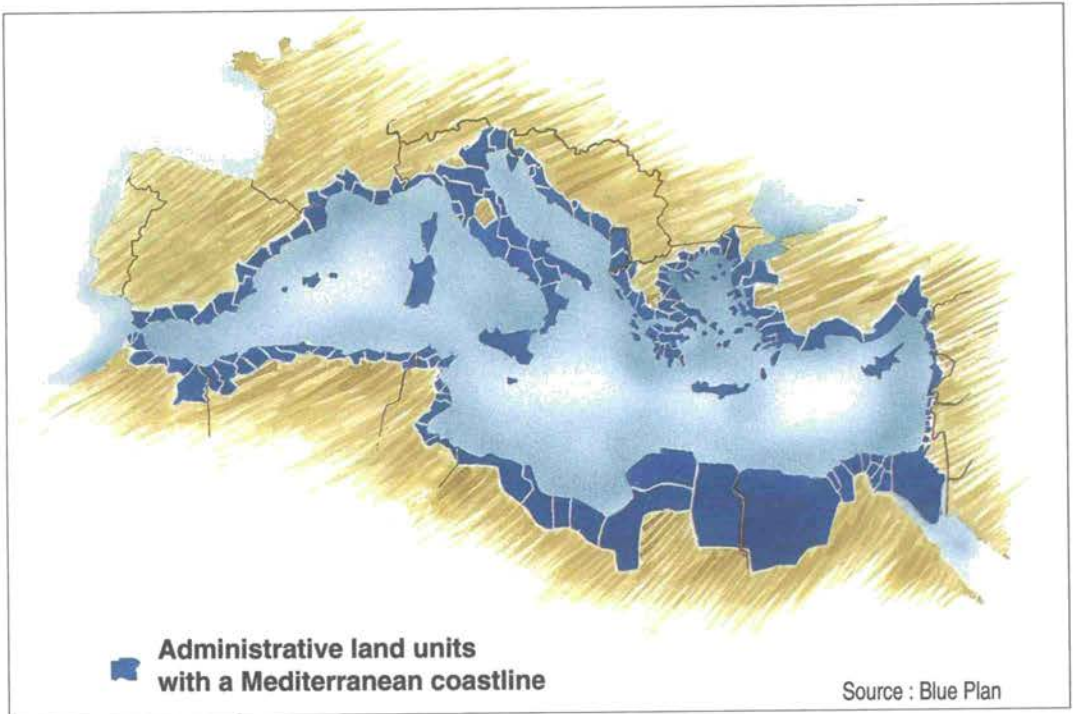 Administrative land units
with a Mediterranean coastline
Source : Blue Plan